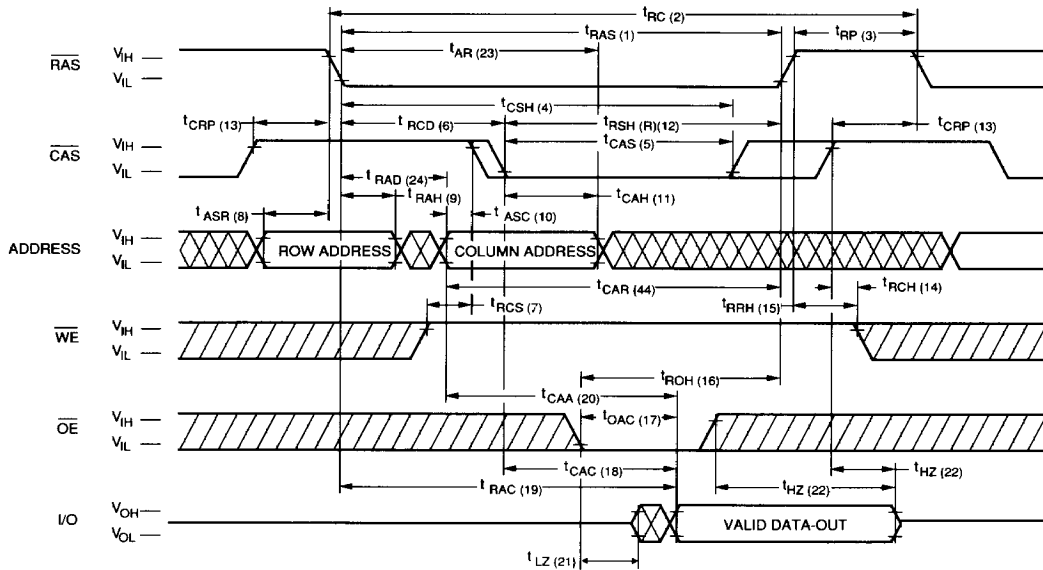 tRC (2)
tRAS (1)
tRP (3)
tAR (23)
RAS
VIH
VIL
tCSH (4)
tCRP (13)
tRCD (6)
tRSH (R)(12)
tCRP (13)
CAS
VIH
VIL
tCAS (5)
tRAD (24)
tRAH (9)
tCAH (11)
tASR (8)
tASC (10)
ADDRESS
VIH
VIL
ROW ADDRESS
COLUMN ADDRESS
tCAR (44)
tRCH (14)
tRCS (7)
tRRH (15)
WE
VIH
VIL
tROH (16)
tCAA (20)
OE
VIH
VIL
tOAC (17)
tCAC (18)
tHZ (22)
tRAC (19)
tHZ (22)
I/O
VOH
VOL
VALID DATA-OUT
tLZ (21)